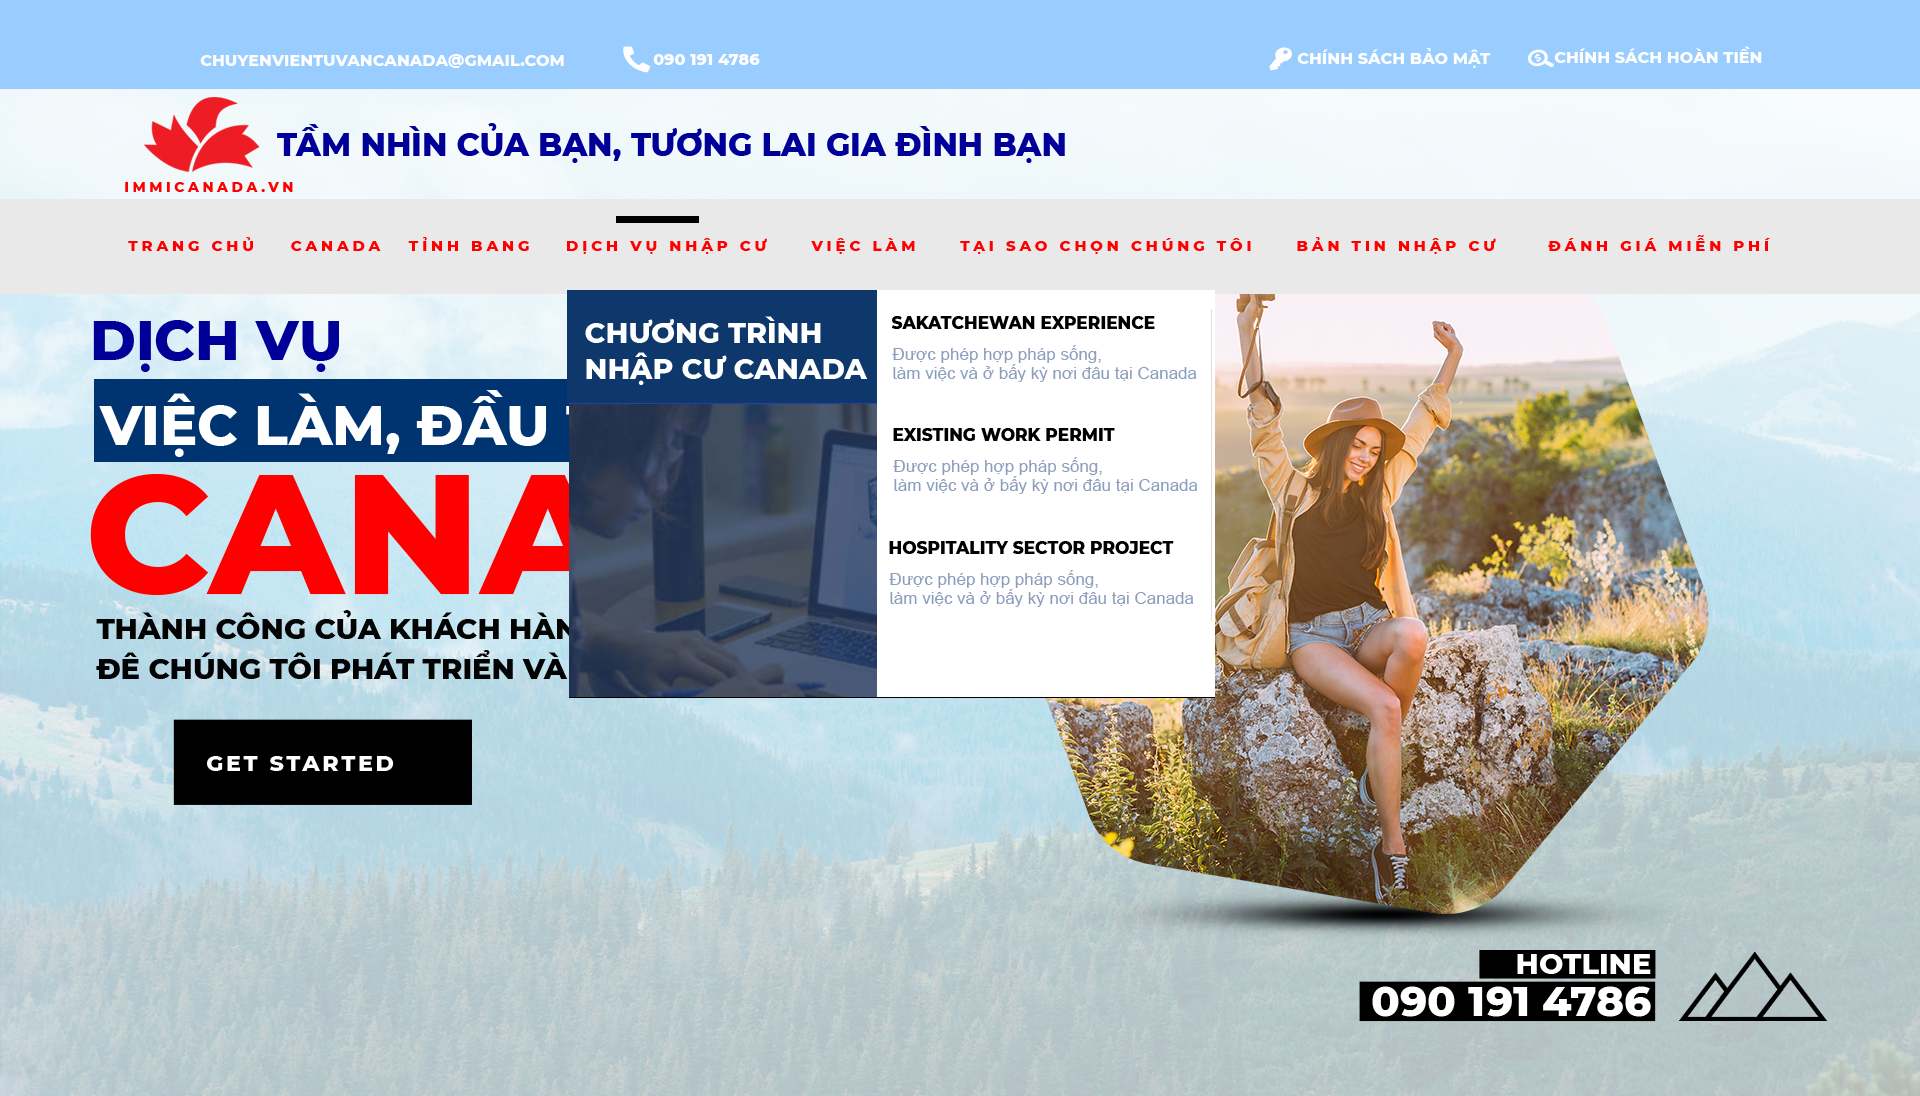 CHUYENVIENTUVANCANADA@GMAIL.COM
090 191 4786
CHÍNH SÁCH BẢO MẬT
CHÍNH SÁCH HOÀN TIỀN
TẦM NHÌN CỦA BẠN, TƯƠNG LAI GIA ĐÌNH BẠN
IMMICANADA.VN
TRANG CHỦ
CANADA
TỈNH BANG
DỊCH VỤ NHẬP CƯ
VIỆC LÀM
TẠI SAO CHỌN CHÚNG TÔI
BẢN TIN NHẬP CƯ
ĐÁNH GIÁ MIỄN PHÍ
DỊCH VỤ
VIỆC LÀM, ĐẦU
CANA
THÀNH CÔNG CỦA KHÁCH HÀN
ĐÊ CHÚNG TÔI PHÁT TRIỂN VÀ
GET STARTED
CHƯƠNG TRÌNH
NHẬP CƯ CANADA
SAKATCHEWAN EXPERIENCE
Được phép hợp pháp sống,
làm việc và ở bấy kỳ nơi đâu tại Canada
EXISTING WORK PERMIT
Được phép hợp pháp sống,
làm việc và ở bấy kỳ nơi đâu tại Canada
HOSPITALITY SECTOR PROJECT
Được phép hợp pháp sống,
làm việc và ở bấy kỳ nơi đâu tại Canada
HOTLINE
090 191 4786